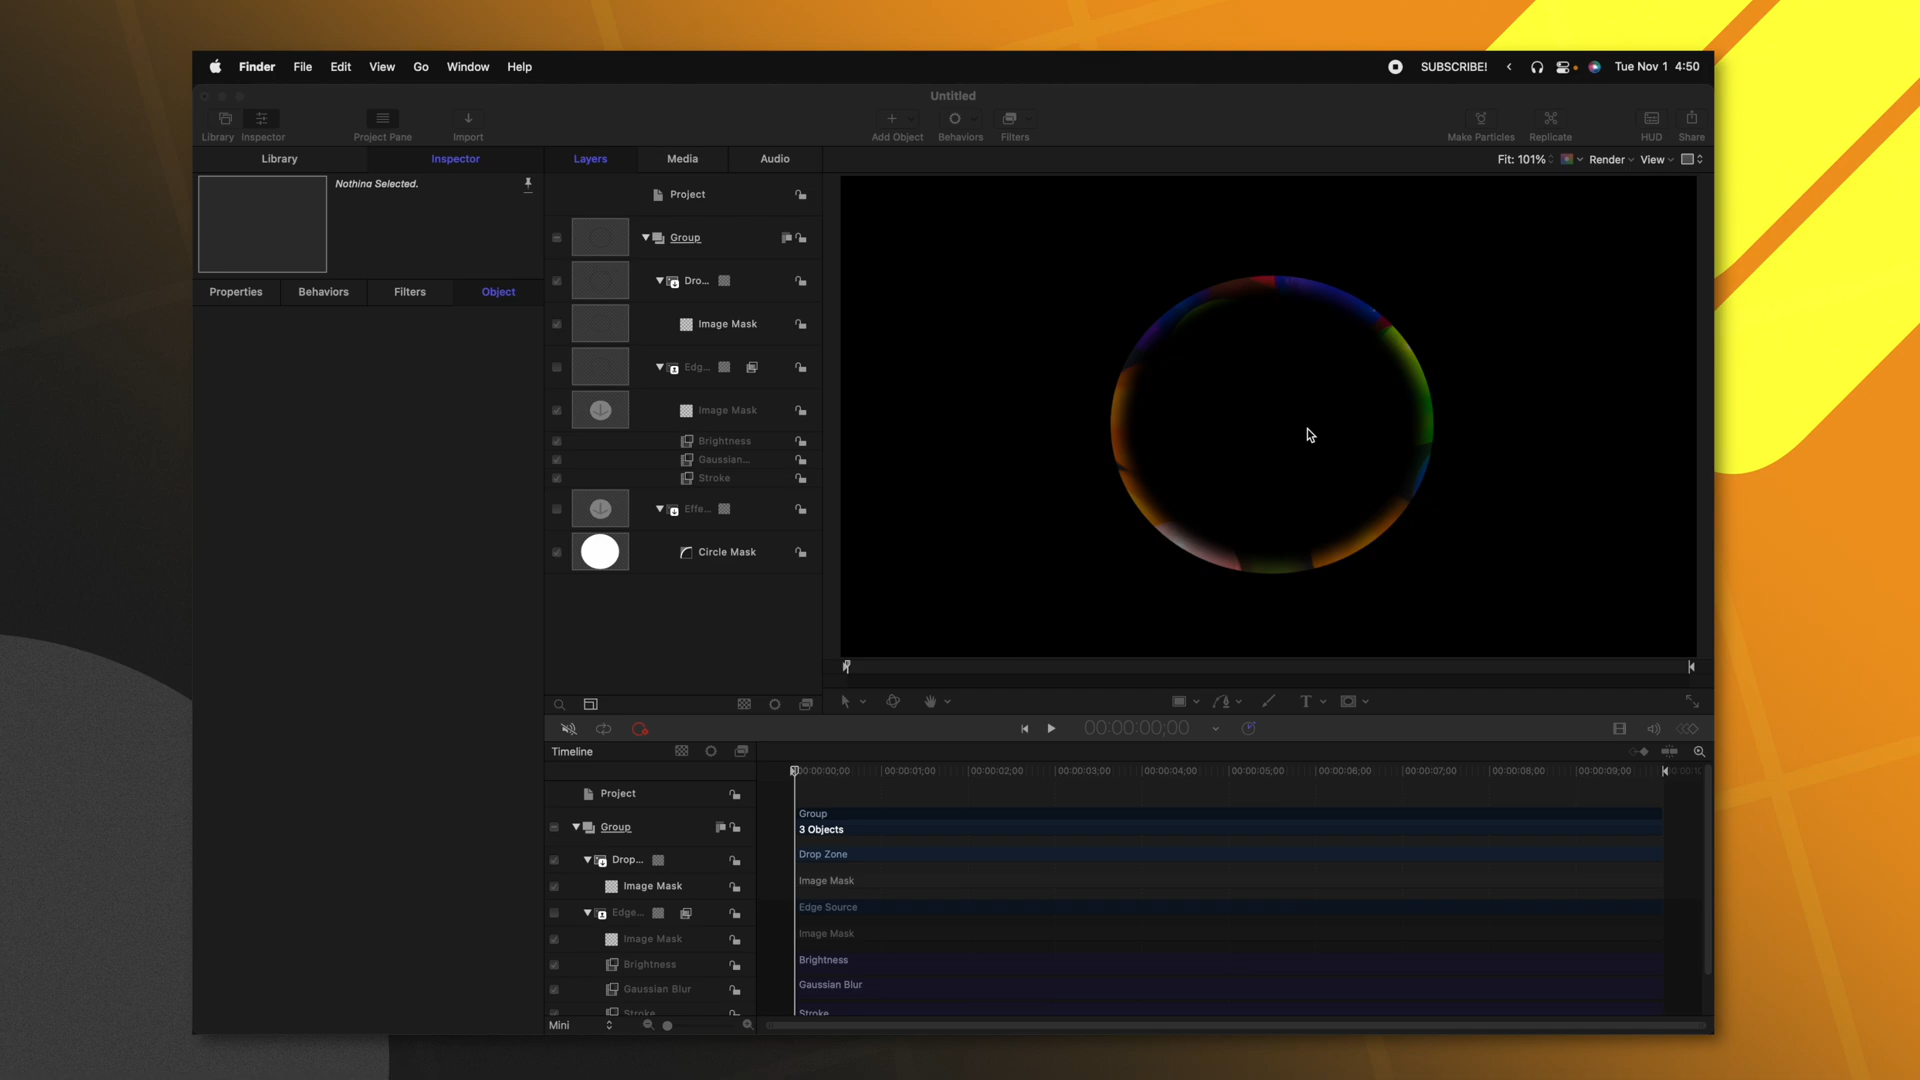 Finder File Edit View Go Window Help SUBSCRIBE! Tue Nov 1 4:50
Untitled
Library Inspector Project Pane Import Add Object Behaviors Filters Make Particles Replicate HUD Share
Library Inspector Layers Media Audio Fit: 101% Render View
Nothing Selected.
Properties Behaviors Filters Object
Project
Group
Dro...
Image Mask
Edg...
Image Mask
Brightness
Gaussian...
Stroke
Effe...
Circle Mask
00:00:00;00
Timeline
00:00:00;00 00:00:01;00 00:00:02;00 00:00:03;00 00:00:04;00 00:00:05;00 00:00:06;00 00:00:07;00 00:00:08;00 00:00:09;00
Project
Group Group
3 Objects
Drop... Drop Zone
Image Mask Image Mask
Edge... Edge Source
Image Mask Image Mask
Brightness Brightness
Gaussian Blur Gaussian Blur
Stroke Stroke
Mini